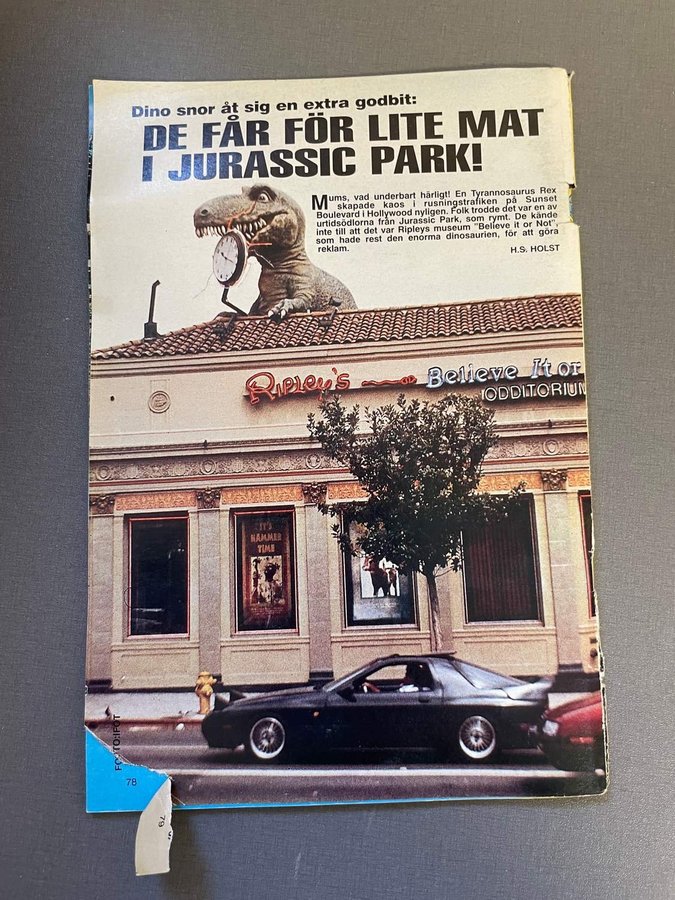 Dino snor åt sig en extra godbit:
DE FÅR FÖR LITE MAT
I JURASSIC PARK!
Mums, vad underbart härligt! En Tyrannosaurus Rex
skapade kaos i rusningstrafiken på Sunset
Boulevard i Hollywood nyligen. Folk trodde det var en av
urtidsödlorna från Jurassic Park, som rymt. De kände
inte till att det var Ripleys museum "Believe it or Not",
som hade rest den enorma dinosaurien, för att göra
reklam.
H.S. HOLST
RIPLEY'S Believe It or
ODDITORIUM
IT'S
HAMMER
TIME
78
79